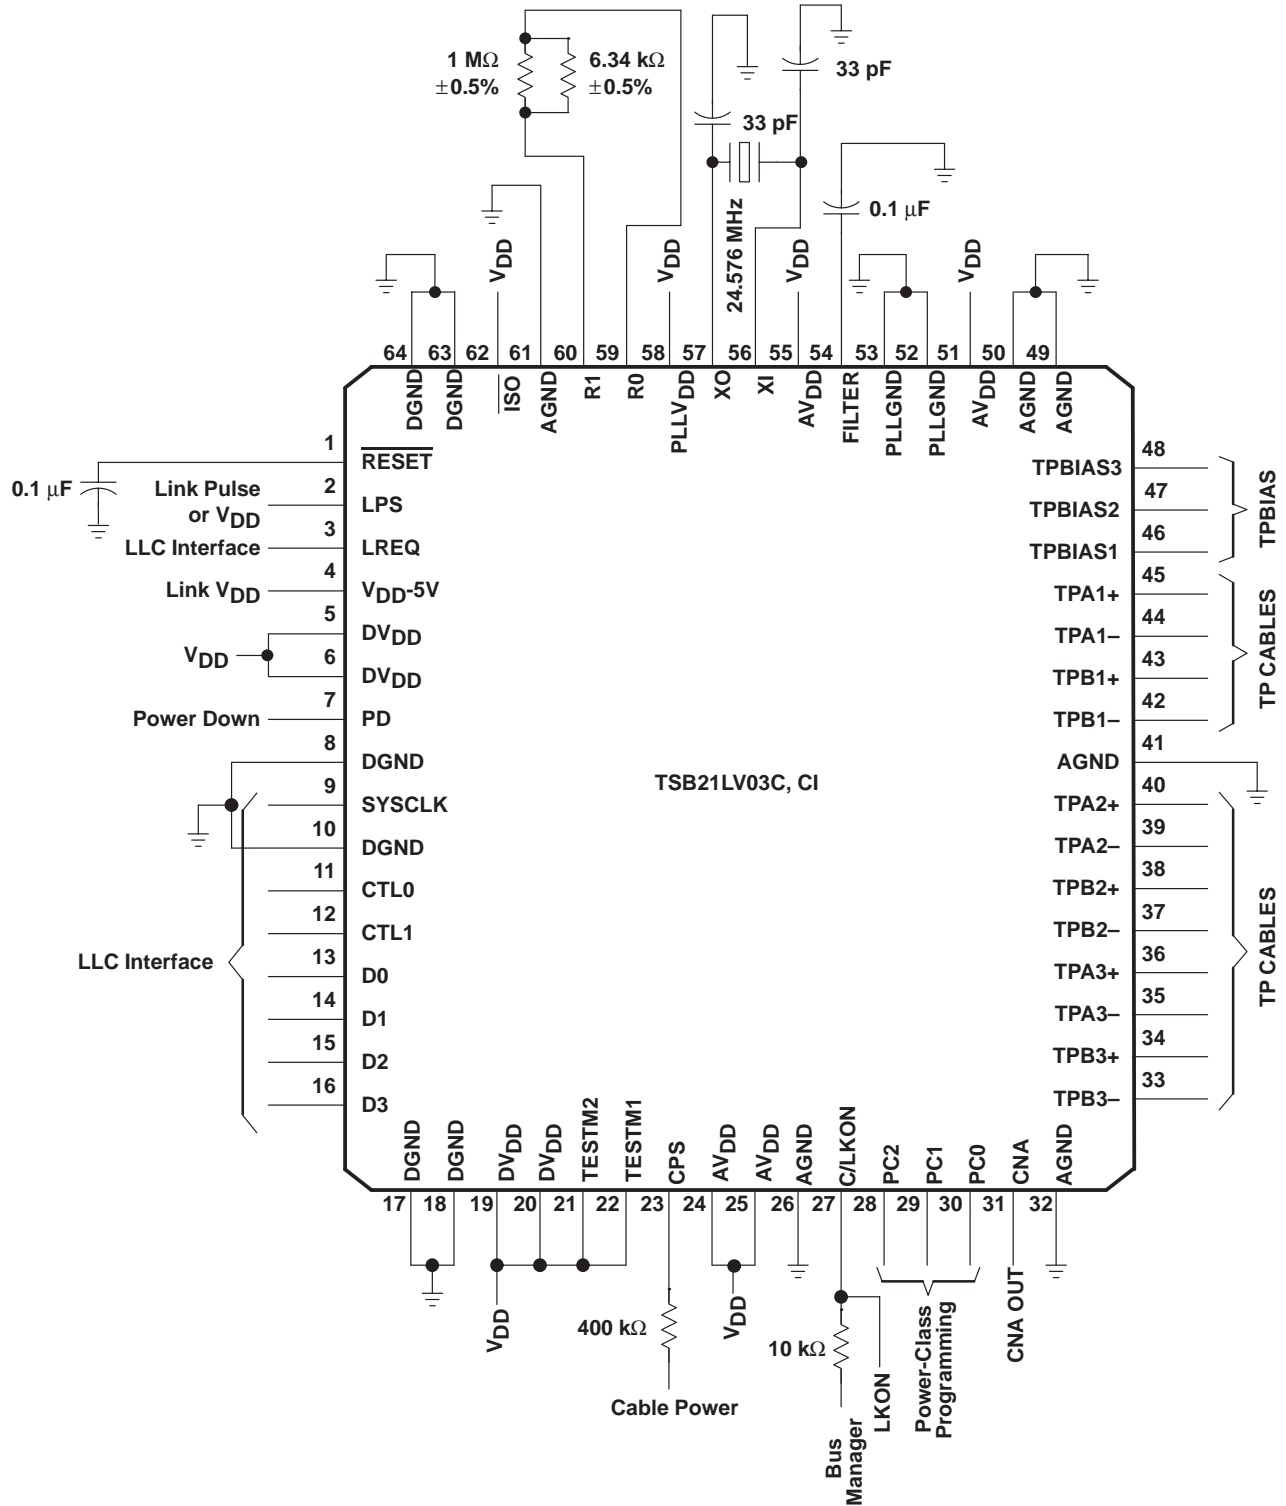 1 MΩ
±0.5%
6.34 kΩ
±0.5%
33 pF
33 pF
0.1 μF
24.576 MHz
VDD
VDD
VDD
VDD
64 63 62 61 60 59 58 57 56 55 54 53 52 51 50 49
DGND
DGND
ISO
AGND
R1
R0
PLLVDD
XO
XI
AVDD
FILTER
PLLGND
PLLGND
AVDD
AGND
AGND
0.1 μF
1
RESET
Link Pulse
or VDD
2
LPS
LLC Interface
3
LREQ
Link VDD
4
VDD-5V
5
DVDD
VDD
6
DVDD
Power Down
7
PD
8
DGND
9
SYSCLK
10
DGND
11
CTL0
12
CTL1
LLC Interface
13
D0
14
D1
15
D2
16
D3
TSB21LV03C, CI
48
TPBIAS3
47
TPBIAS2
46
TPBIAS1
TPBIAS
45
TPA1+
44
TPA1–
43
TPB1+
42
TPB1–
TP CABLES
41
AGND
40
TPA2+
39
TPA2–
38
TPB2+
37
TPB2–
36
TPA3+
35
TPA3–
34
TPB3+
33
TPB3–
TP CABLES
DGND
DGND
DVDD
DVDD
TESTM2
TESTM1
CPS
AVDD
AVDD
AGND
C/LKON
PC2
PC1
PC0
CNA
AGND
17 18 19 20 21 22 23 24 25 26 27 28 29 30 31 32
VDD
400 kΩ
Cable Power
VDD
10 kΩ
Bus
Manager
LKON
Power-Class
Programming
CNA OUT